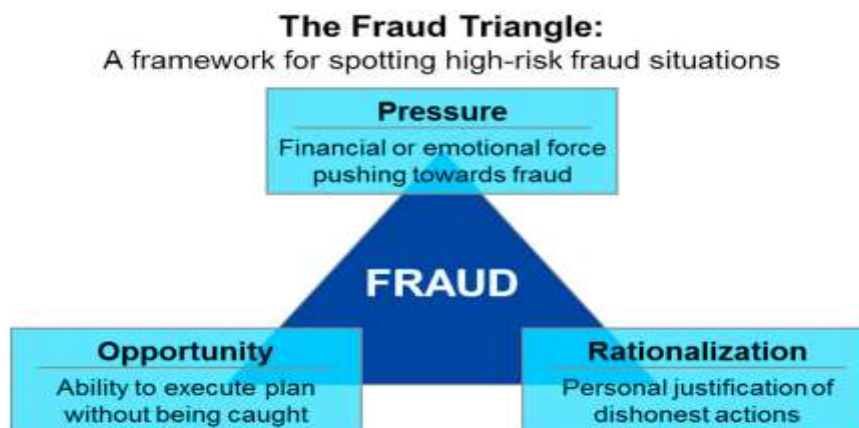 The Fraud Triangle:
A framework for spotting high-risk fraud situations
Pressure
Financial or emotional force
pushing towards fraud
FRAUD
Opportunity
Ability to execute plan
without being caught
Rationalization
Personal justification of
dishonest actions